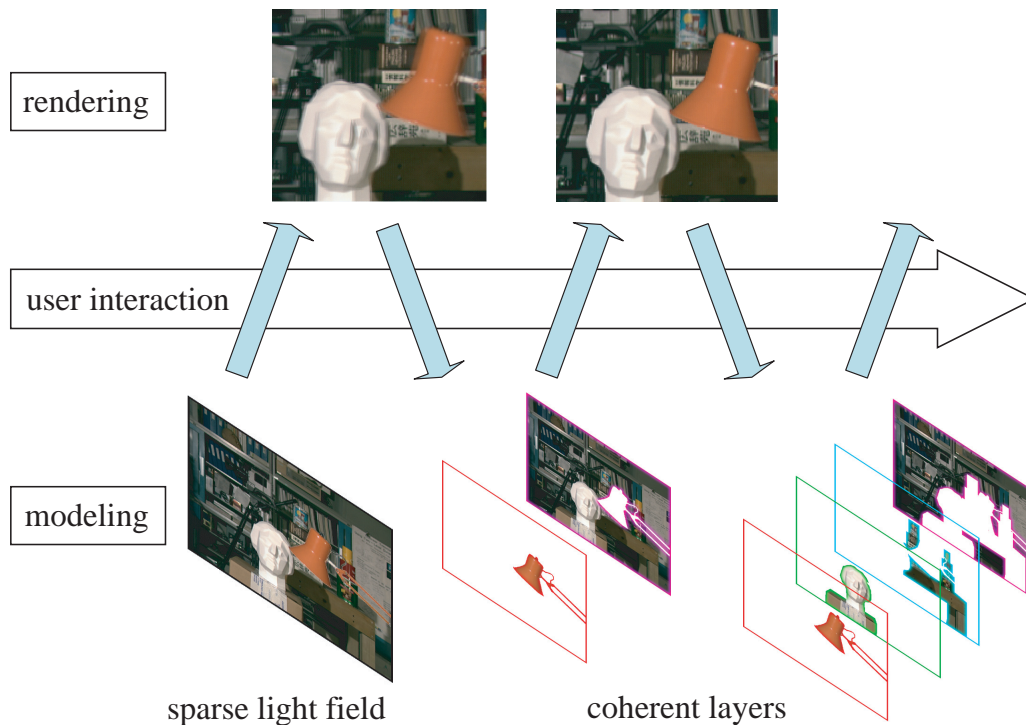 rendering
user interaction
modeling
sparse light field
coherent layers